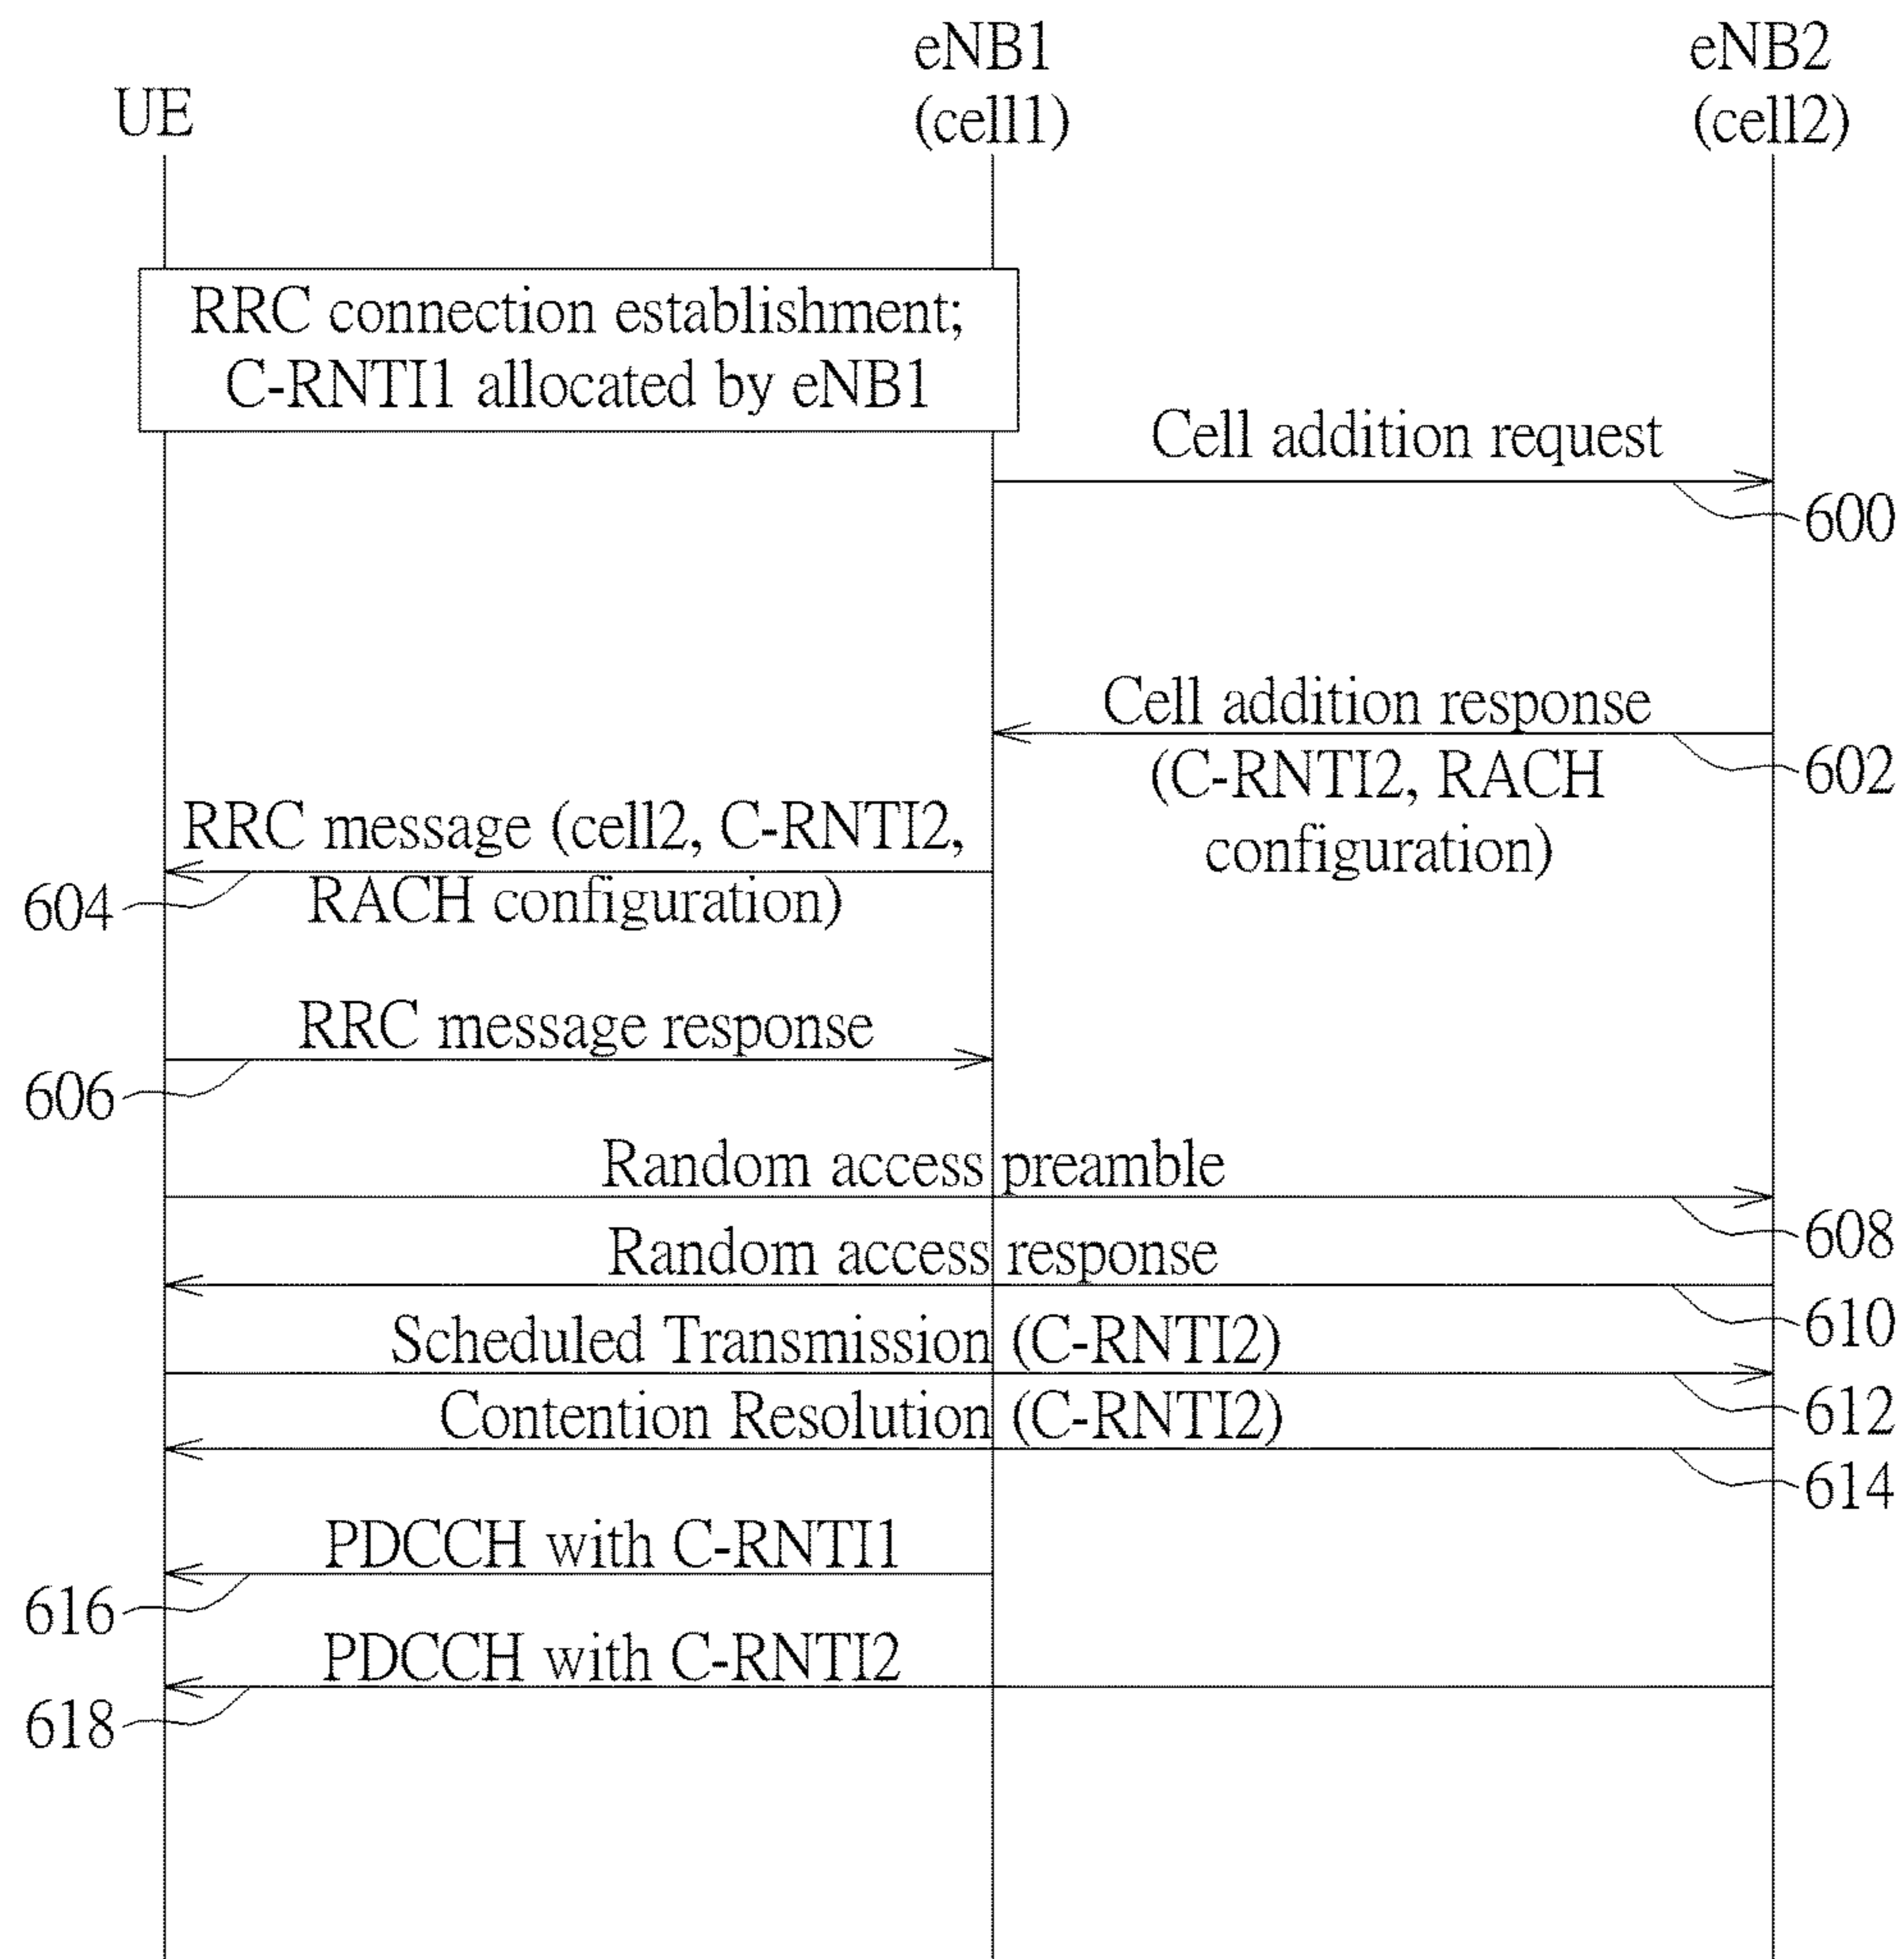 UE
eNB1
(cell1)
eNB2
(cell2)
RRC connection establishment;
C-RNTI1 allocated by eNB1
Cell addition request
600
Cell addition response
(C-RNTI2, RACH
configuration)
602
RRC message (cell2, C-RNTI2,
RACH configuration)
604
RRC message response
606
Random access preamble
608
Random access response
610
Scheduled Transmission (C-RNTI2)
612
Contention Resolution (C-RNTI2)
614
PDCCH with C-RNTI1
616
PDCCH with C-RNTI2
618